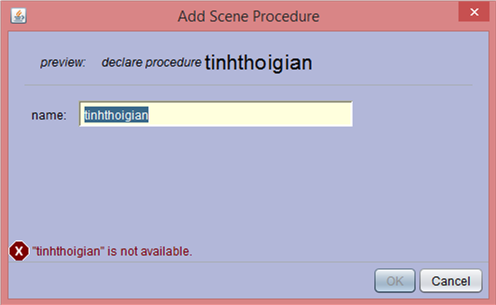 Add Scene Procedure
preview: declare procedure tinhthoigian
name: tinhthoigian
"tinhthoigian" is not available.
OK Cancel